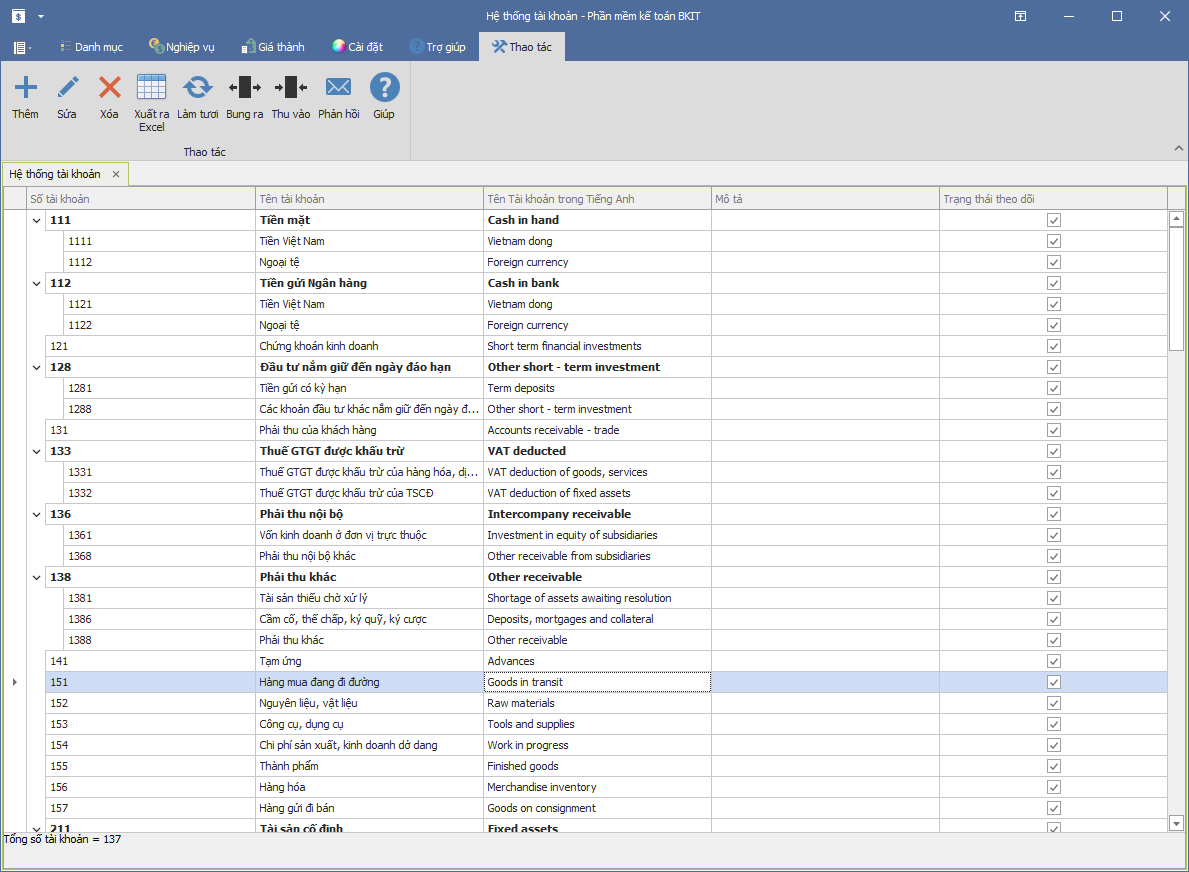 Hệ thống tài khoản - Phần mềm kế toán BKIT
Danh mục Nghiệp vụ Giá thành Cài đặt Trợ giúp Thao tác
Thêm Sửa Xóa Xuất ra Excel Làm tươi Bung ra Thu vào Phản hồi Giúp
Thao tác
Hệ thống tài khoản
Số tài khoản Tên tài khoản Tên Tài khoản trong Tiếng Anh Mô tả Trạng thái theo dõi
111 Tiền mặt Cash in hand
1111 Tiền Việt Nam Vietnam dong
1112 Ngoại tệ Foreign currency
112 Tiền gửi Ngân hàng Cash in bank
1121 Tiền Việt Nam Vietnam dong
1122 Ngoại tệ Foreign currency
121 Chứng khoán kinh doanh Short term financial investments
128 Đầu tư nắm giữ đến ngày đáo hạn Other short - term investment
1281 Tiền gửi có kỳ hạn Term deposits
1288 Các khoản đầu tư khác nắm giữ đến ngày đ... Other short - term investment
131 Phải thu của khách hàng Accounts receivable - trade
133 Thuế GTGT được khấu trừ VAT deducted
1331 Thuế GTGT được khấu trừ của hàng hóa, dị... VAT deduction of goods, services
1332 Thuế GTGT được khấu trừ của TSCĐ VAT deduction of fixed assets
136 Phải thu nội bộ Intercompany receivable
1361 Vốn kinh doanh ở đơn vị trực thuộc Investment in equity of subsidiaries
1368 Phải thu nội bộ khác Other receivable from subsidiaries
138 Phải thu khác Other receivable
1381 Tài sản thiếu chờ xử lý Shortage of assets awaiting resolution
1386 Cầm cố, thế chấp, ký quỹ, ký cược Deposits, mortgages and collateral
1388 Phải thu khác Other receivable
141 Tạm ứng Advances
151 Hàng mua đang đi đường Goods in transit
152 Nguyên liệu, vật liệu Raw materials
153 Công cụ, dụng cụ Tools and supplies
154 Chi phí sản xuất, kinh doanh dở dang Work in progress
155 Thành phẩm Finished goods
156 Hàng hóa Merchandise inventory
157 Hàng gửi đi bán Goods on consignment
211 Tài sản cố định Fixed assets
Tổng số tài khoản = 137